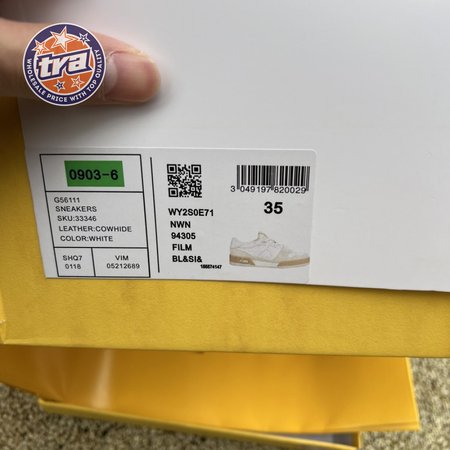 tra
WHOLESALE PRICE WITH TOP QUALITY
0903-6
G56111
SNEAKERS
SKU:33346
LEATHER:COWHIDE
COLOR:WHITE
SHQ7
0118
VIM
05212689
WY2S0E71
NWN
94305
FILM
BL&SI&
3 049197 820029
35
186674147